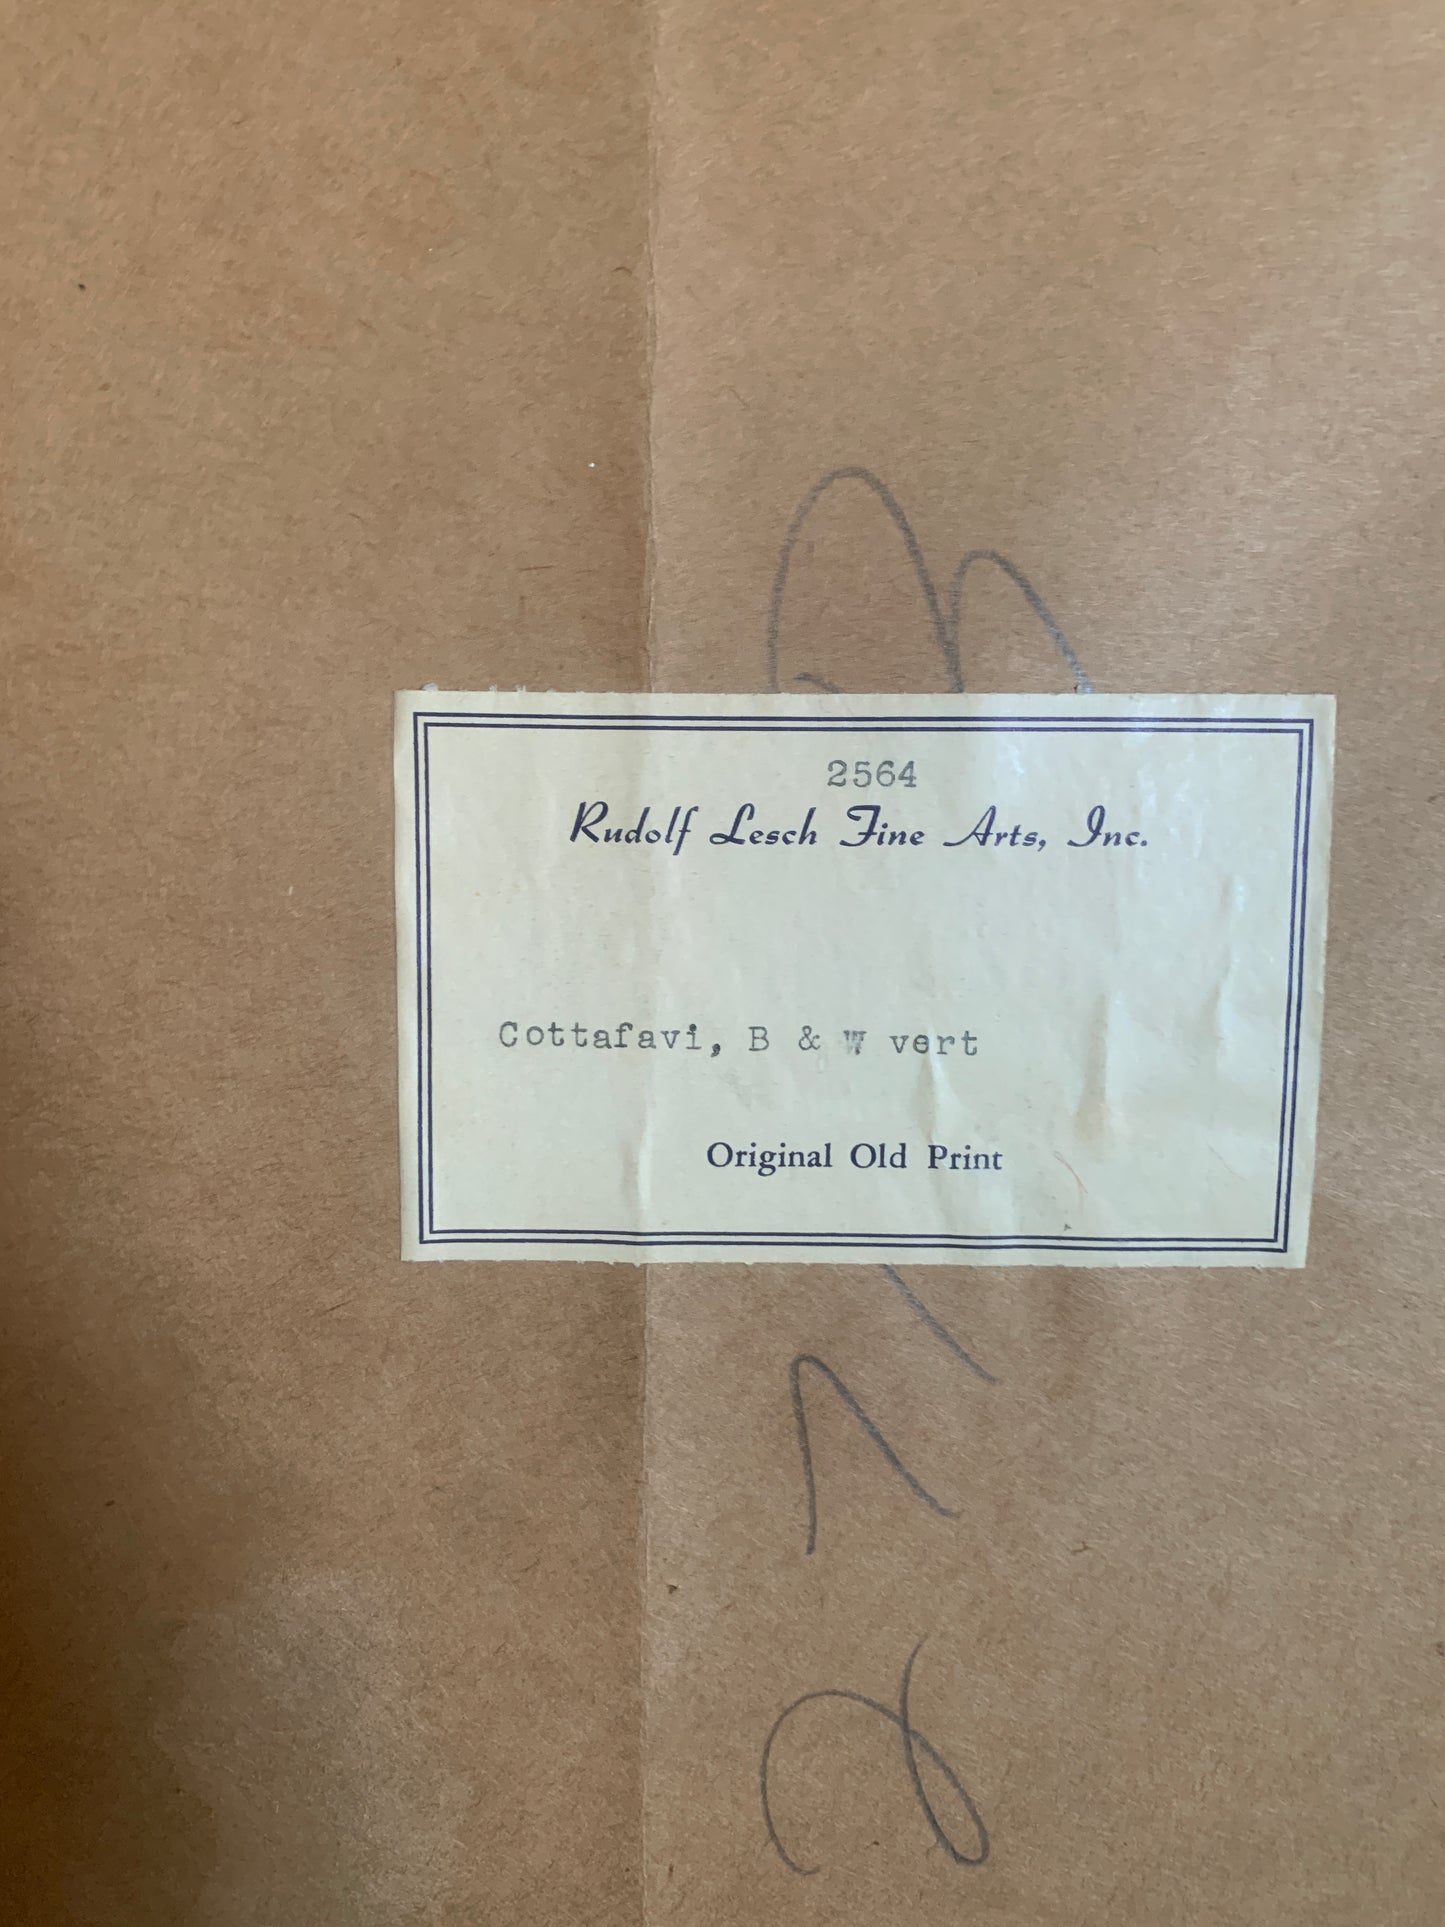 2564
Rudolf Lesch Fine Arts, Inc.
Cottafavi, B & W vert
Original Old Print